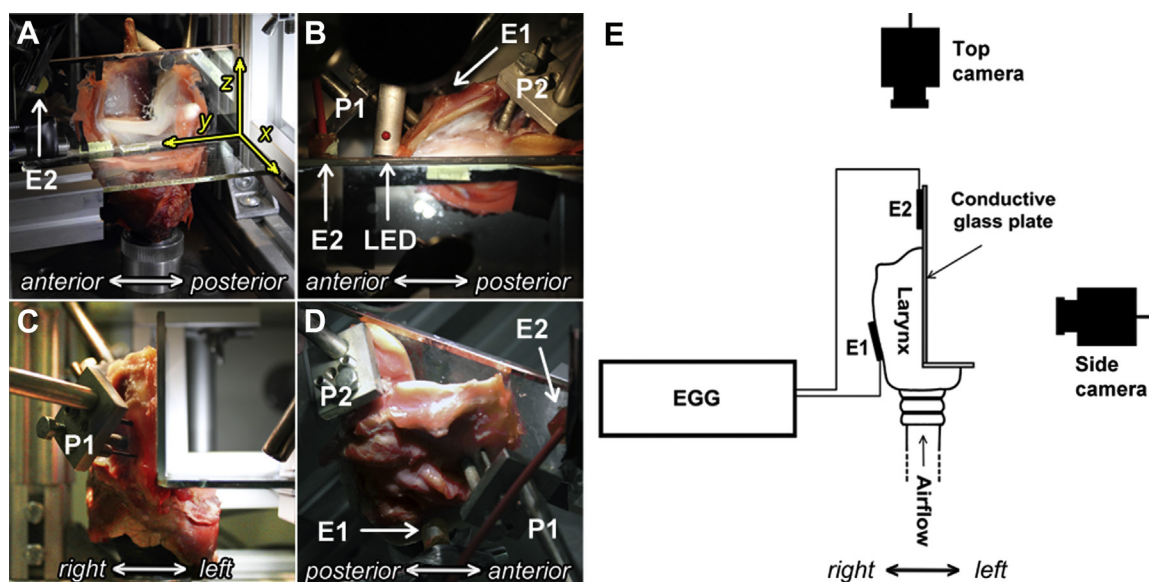 A
E2
z
y
x
anterior posterior
B
E1
P1
P2
E2
LED
anterior posterior
C
P1
right left
D
E2
P2
E1
P1
posterior anterior
E
Top
camera
E2
Conductive
glass plate
Larynx
E1
EGG
Side
camera
Airflow
right left